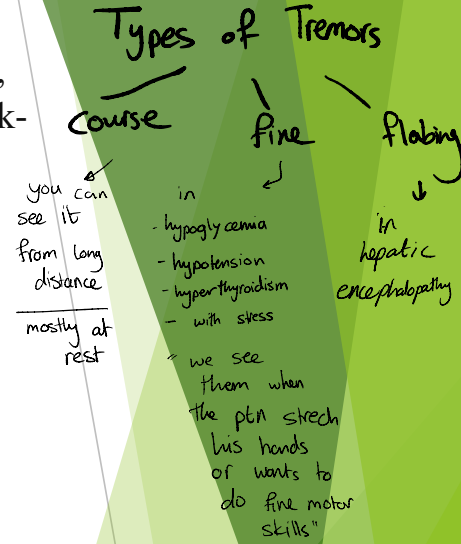 Types of Tremors
,
k-
course
fine
flabing
you can
see it
from long
distance
mostly at
rest
in
- hypoglycemia
- hypotension
- hyperthyroidism
- with stress
" we see
them when
the ptn strech
his hands
or wants to
do fine motor
skills"
in
hepatic
encephalopathy